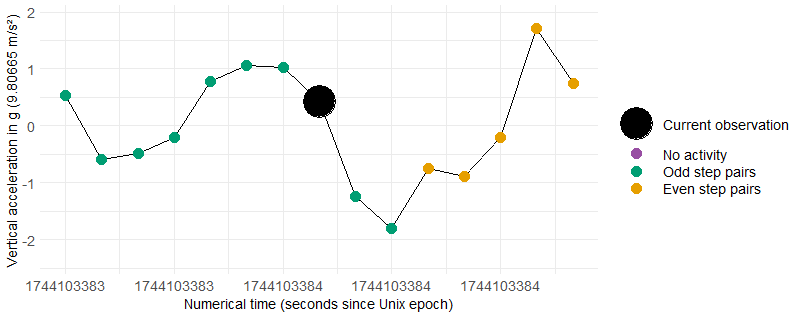 Vertical acceleration in g (9.80665 m/s²)
2
1
0
-1
-2
1744103383 1744103383 1744103384 1744103384 1744103384
Numerical time (seconds since Unix epoch)
Current observation
No activity
Odd step pairs
Even step pairs